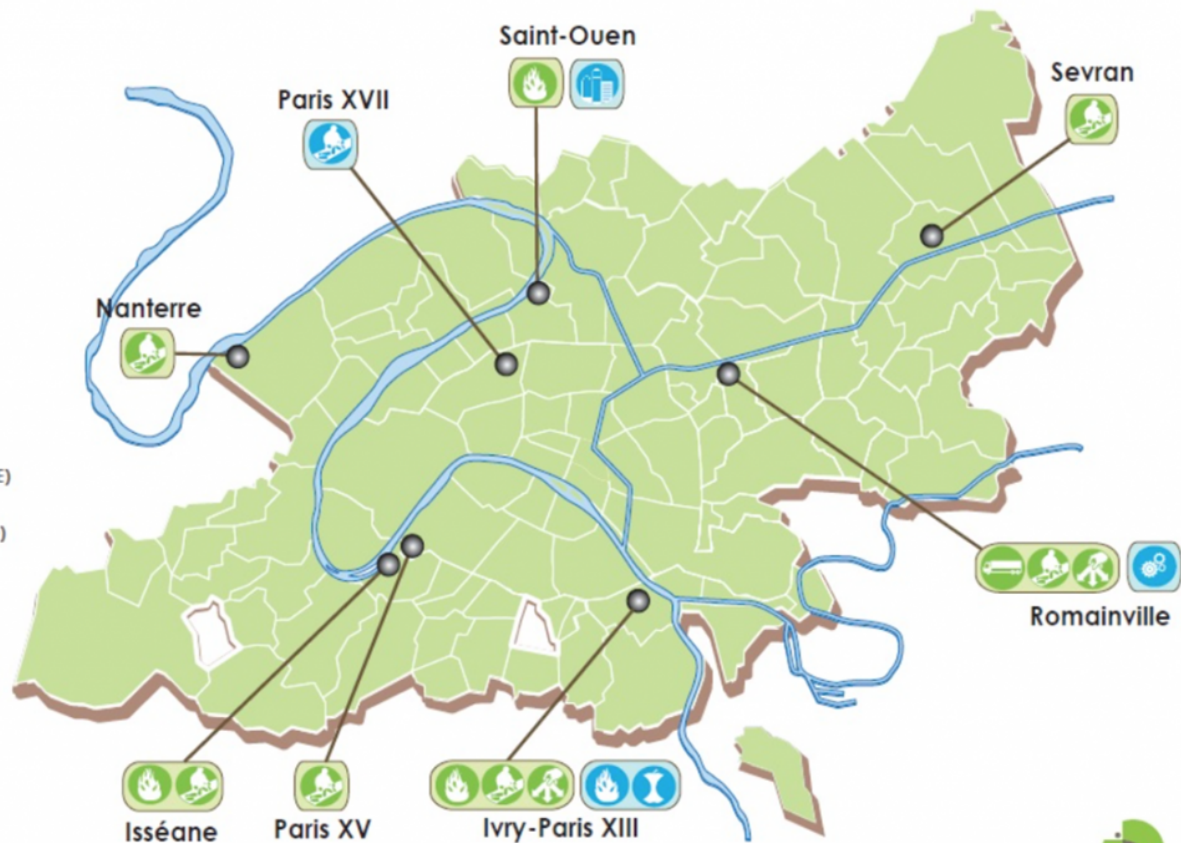 Saint-Ouen
Sevran
Paris XVII
Nanterre
E)
)
Romainville
Isséane
Paris XV
Ivry-Paris XIII